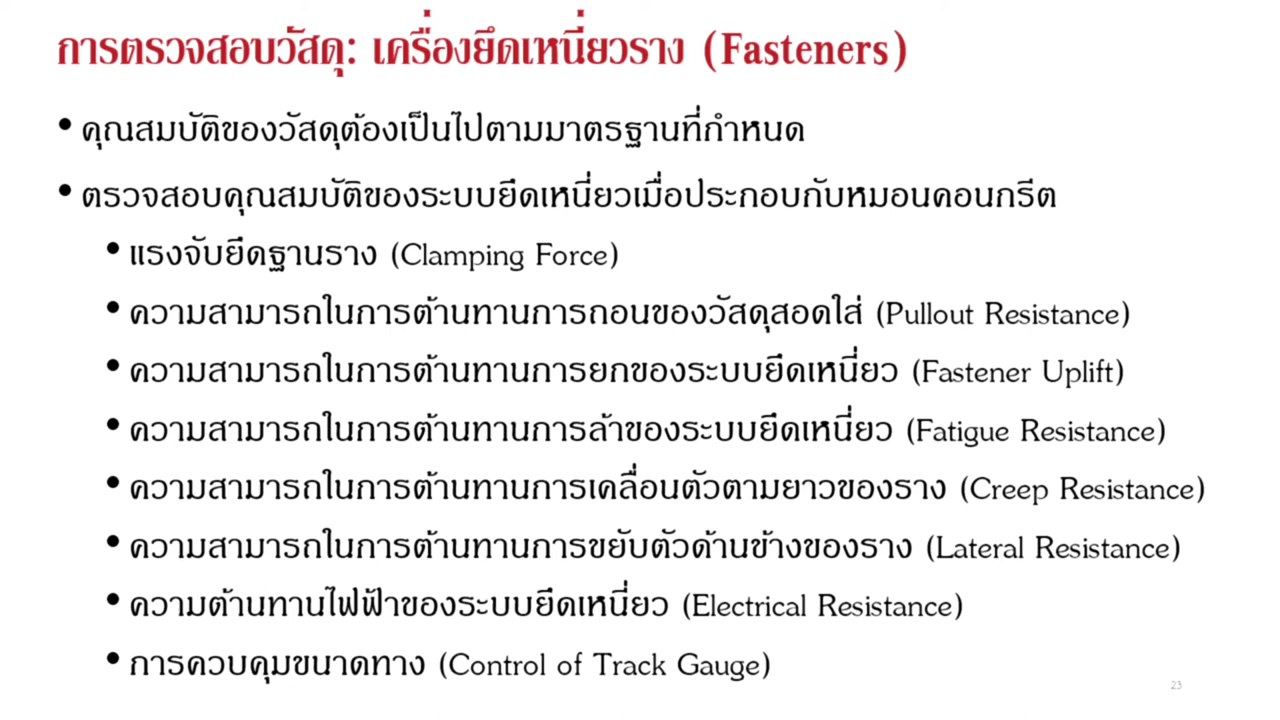 การตรวจสอบวัสดุ: เครื่องยึดเหนี่ยวราง (Fasteners)
• คุณสมบัติของวัสดุต้องเป็นไปตามมาตรฐานที่กำหนด
• ตรวจสอบคุณสมบัติของระบบยึดเหนี่ยวเมื่อประกอบกับหมอนคอนกรีต
• แรงจับยึดฐานราง (Clamping Force)
• ความสามารถในการต้านทานการถอนของวัสดุสอดใส่ (Pullout Resistance)
• ความสามารถในการต้านทานการยกของระบบยึดเหนี่ยว (Fastener Uplift)
• ความสามารถในการต้านทานการล้าของระบบยึดเหนี่ยว (Fatigue Resistance)
• ความสามารถในการต้านทานการเคลื่อนตัวตามยาวของราง (Creep Resistance)
• ความสามารถในการต้านทานการขยับตัวด้านข้างของราง (Lateral Resistance)
• ความต้านทานไฟฟ้าของระบบยึดเหนี่ยว (Electrical Resistance)
• การควบคุมขนาดทาง (Control of Track Gauge)
23